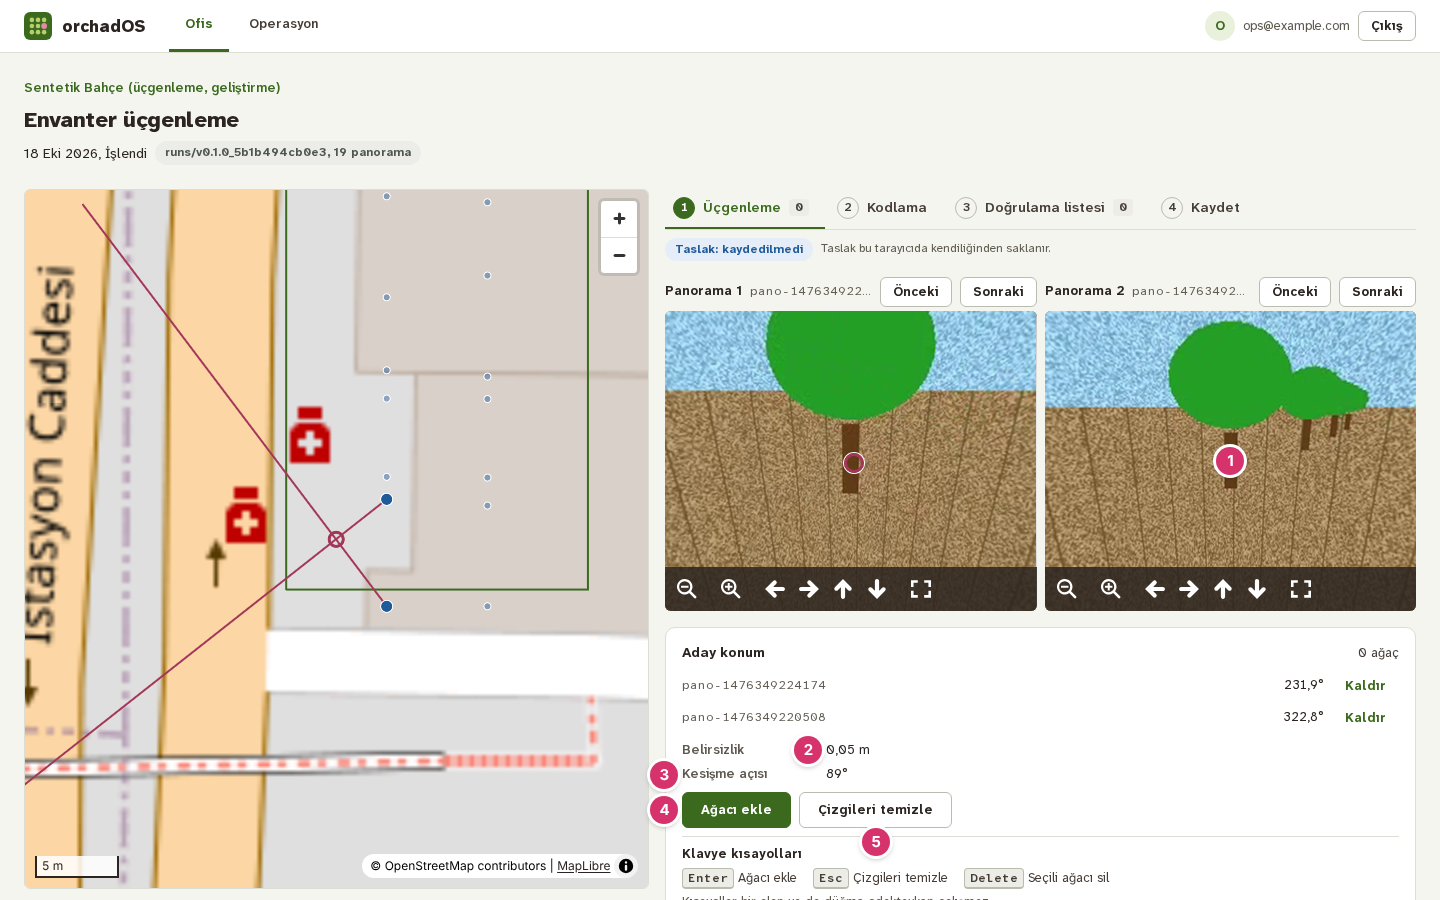 orchadOS
Ofis
Operasyon
O
ops@example.com
Çıkış
Sentetik Bahçe (üçgenleme, geliştirme)
Envanter üçgenleme
18 Eki 2026, İşlendi
runs/v0.1.0_5b1b494cb0e3, 19 panorama
İstasyon Caddesi
5 m
© OpenStreetMap contributors | MapLibre
1 Üçgenleme 0
2 Kodlama
3 Doğrulama listesi 0
4 Kaydet
Taslak: kaydedilmedi
Taslak bu tarayıcıda kendiliğinden saklanır.
Panorama 1 pano-147634922…
Önceki
Sonraki
Panorama 2 pano-14763492…
Önceki
Sonraki
1
Aday konum
0 ağaç
pano-1476349224174
231,9°
Kaldır
pano-1476349220508
322,8°
Kaldır
Belirsizlik
2
0,05 m
3
Kesişme açısı
89°
4
Ağacı ekle
Çizgileri temizle
5
Klavye kısayolları
Enter Ağacı ekle
Esc Çizgileri temizle
Delete Seçili ağacı sil